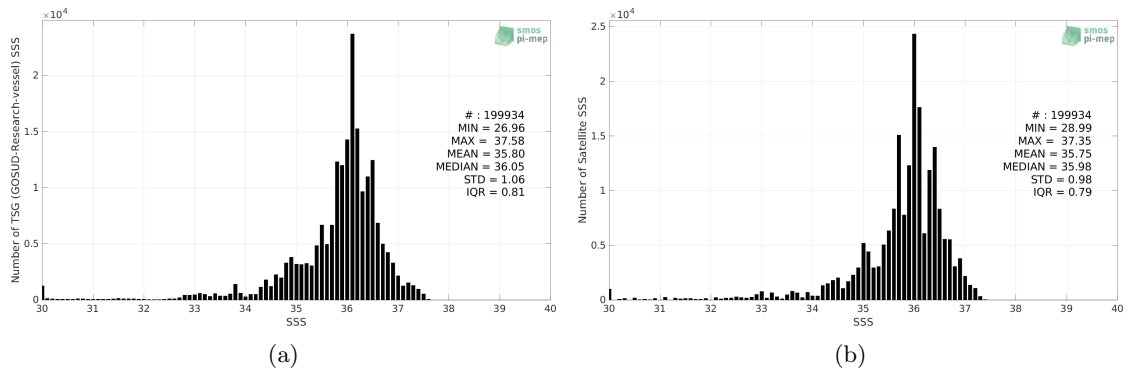 ×10⁴
smos
pi-mep
Number of TSG (GOSUD-Research-vessel) SSS
2
1.5
1
0.5
0
# : 199934
MIN = 26.96
MAX = 37.58
MEAN = 35.80
MEDIAN = 36.05
STD = 1.06
IQR = 0.81
30 31 32 33 34 35 36 37 38 39 40
SSS
(a)
×10⁴
smos
pi-mep
Number of Satellite SSS
2.5
2
1.5
1
0.5
0
# : 199934
MIN = 28.99
MAX = 37.35
MEAN = 35.75
MEDIAN = 35.98
STD = 0.98
IQR = 0.79
30 31 32 33 34 35 36 37 38 39 40
SSS
(b)